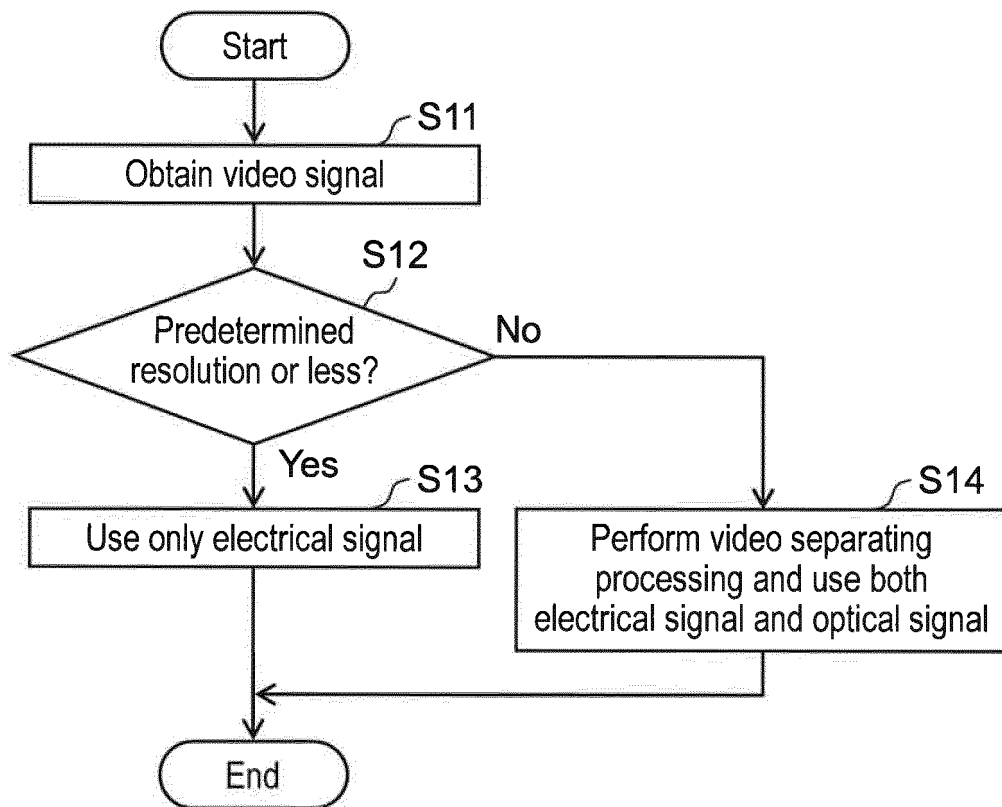 Start
S11
Obtain video signal
S12
Predetermined
resolution or less?
No
Yes
S13
Use only electrical signal
S14
Perform video separating
processing and use both
electrical signal and optical signal
End